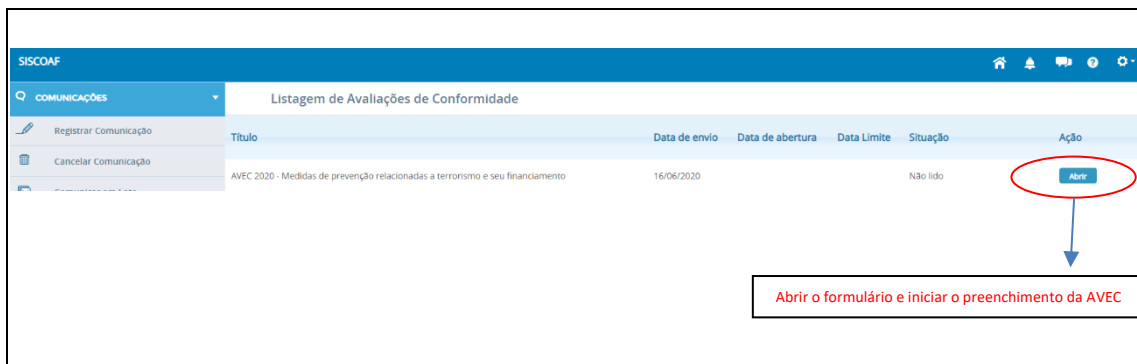 SISCOAF
COMUNICAÇÕES
Listagem de Avaliações de Conformidade
Registrar Comunicação
Título
Data de envio
Data de abertura
Data Limite
Situação
Ação
Cancelar Comunicação
AVEC 2020 - Medidas de prevenção relacionadas a terrorismo e seu financiamento
16/06/2020
Não lido
Abrir
Abrir o formulário e iniciar o preenchimento da AVEC